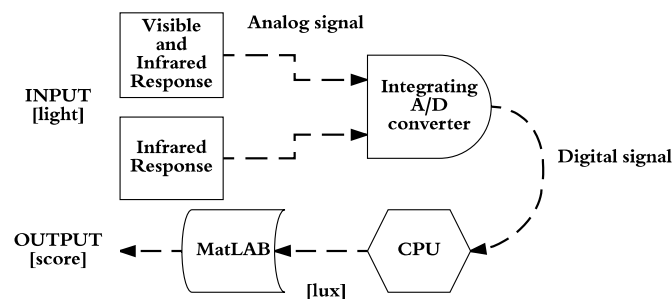 Analog signal
Visible
and
Infrared
Response
INPUT
[light]
Integrating
A/D
converter
Infrared
Response
Digital signal
OUTPUT
[score]
MatLAB
[lux]
CPU